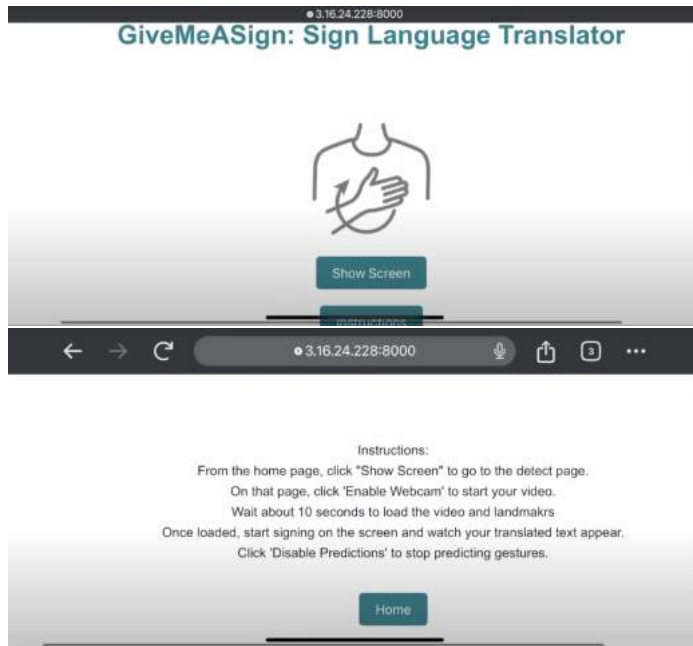 3.16.24.228:8000
GiveMeASign: Sign Language Translator
Show Screen
Instructions
3.16.24.228:8000
3
Instructions:
From the home page, click "Show Screen" to go to the detect page.
On that page, click 'Enable Webcam' to start your video.
Wait about 10 seconds to load the video and landmakrs
Once loaded, start signing on the screen and watch your translated text appear.
Click 'Disable Predictions' to stop predicting gestures.
Home